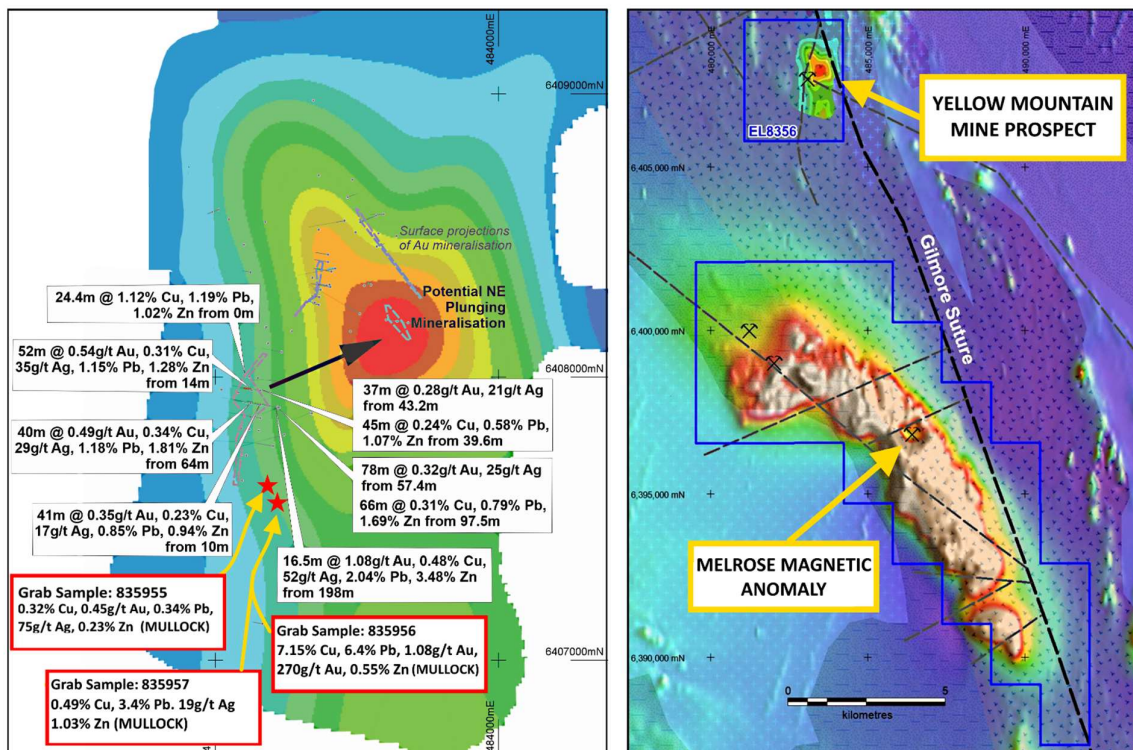 484000mE
6409000mN
Surface projections
of Au mineralisation
Potential NE
Plunging
Mineralisation
24.4m @ 1.12% Cu, 1.19% Pb,
1.02% Zn from 0m
52m @ 0.54g/t Au, 0.31% Cu,
35g/t Ag, 1.15% Pb, 1.28% Zn
from 14m
6408000mN
37m @ 0.28g/t Au, 21g/t Ag
from 43.2m
45m @ 0.24% Cu, 0.58% Pb,
1.07% Zn from 39.6m
40m @ 0.49g/t Au, 0.34% Cu,
29g/t Ag, 1.18% Pb, 1.81% Zn
from 64m
78m @ 0.32g/t Au, 25g/t Ag
from 57.4m
66m @ 0.31% Cu, 0.79% Pb,
1.69% Zn from 97.5m
41m @ 0.35g/t Au, 0.23% Cu,
17g/t Ag, 0.85% Pb, 0.94% Zn
from 10m
16.5m @ 1.08g/t Au, 0.48% Cu,
52g/t Ag, 2.04% Pb, 3.48% Zn
from 198m
Grab Sample: 835955
0.32% Cu, 0.45g/t Au, 0.34% Pb,
75g/t Ag, 0.23% Zn (MULLOCK)
Grab Sample: 835956
7.15% Cu, 6.4% Pb, 1.08g/t Au,
270g/t Au, 0.55% Zn (MULLOCK)
6407000mN
Grab Sample: 835957
0.49% Cu, 3.4% Pb. 19g/t Ag
1.03% Zn (MULLOCK)
484000mE
480,000 mE
485,000 mE
490,000 mE
YELLOW MOUNTAIN
MINE PROSPECT
EL8356
6,405,000 mN
Gilmore Suture
6,400,000 mN
6,395,000 mN
MELROSE MAGNETIC
ANOMALY
6,390,000 mN
0 5
kilometres